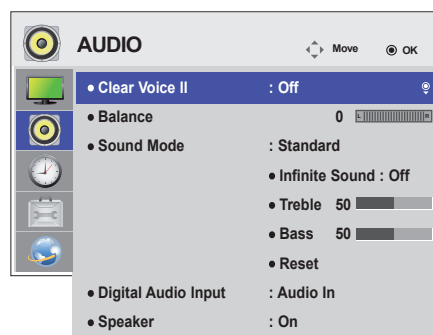 AUDIO Move OK
• Clear Voice II : Off
• Balance 0 L R
• Sound Mode : Standard
• Infinite Sound : Off
• Treble 50
• Bass 50
• Reset
• Digital Audio Input : Audio In
• Speaker : On